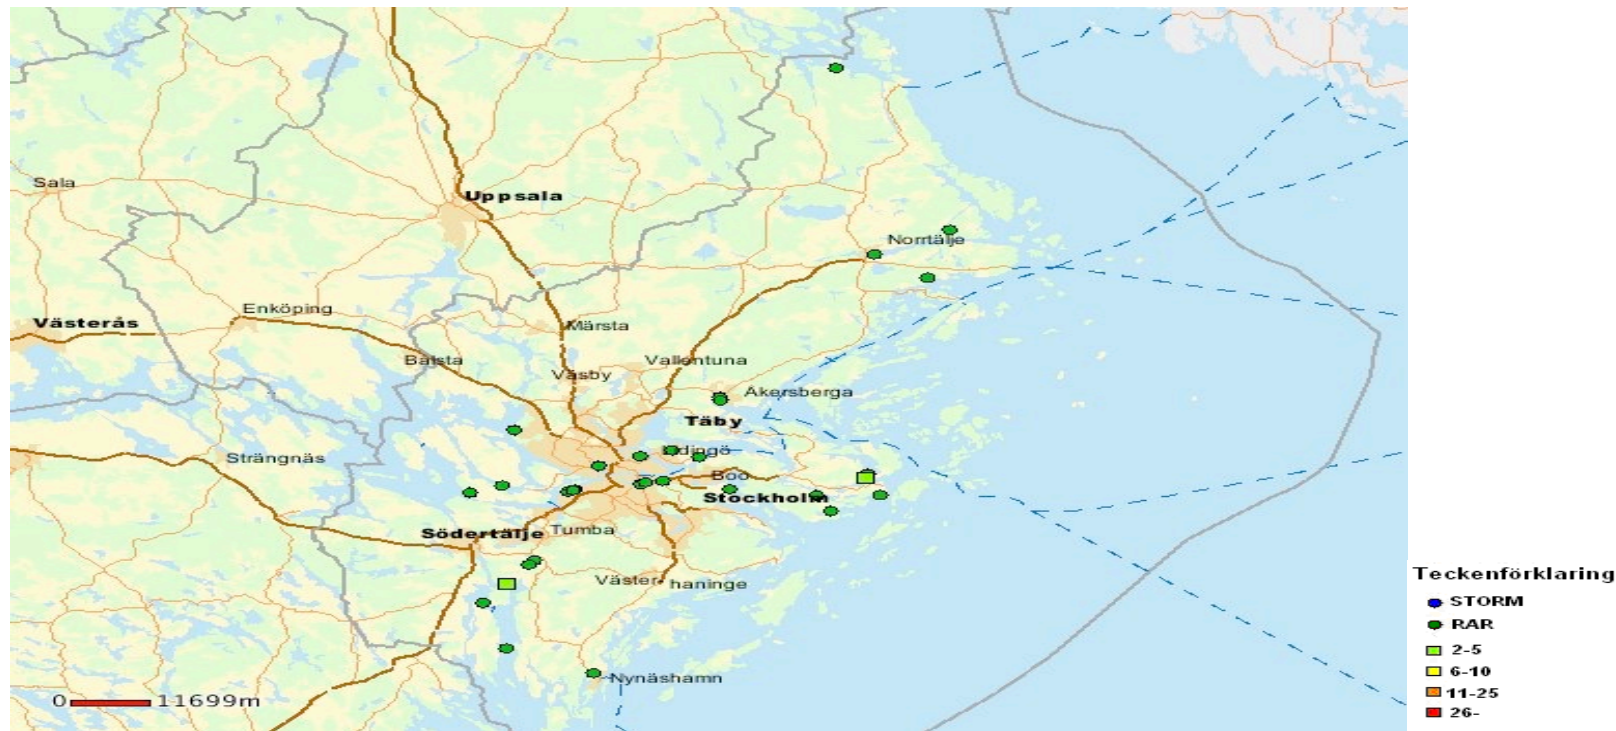 Sala
Uppsala
Norrtälje
Enköping
Västerås
Märsta
Balsta
Vallentuna
Väsby
Åkersberga
Täby
Lidingö
Strängnäs
Boo
Stockholm
Södertälje
Tumba
Väster- haninge
Nynäshamn
0 11699m
Teckenförklaring
STORM
RAR
2-5
6-10
11-25
26-